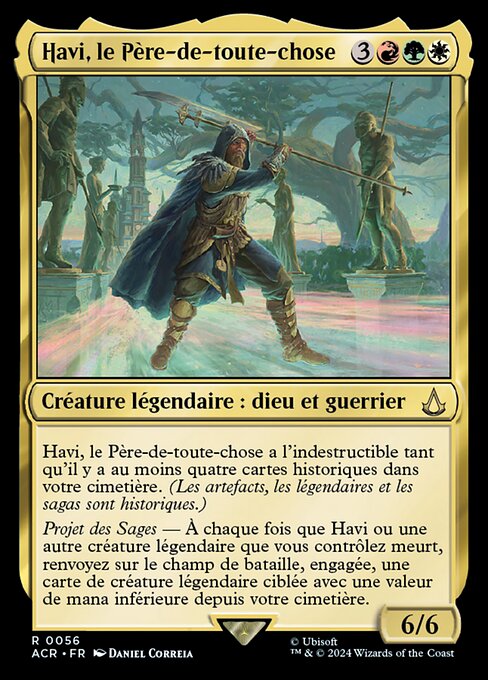 Havi, le Père-de-toute-chose 3
Créature légendaire : dieu et guerrier
Havi, le Père-de-toute-chose a l'indestructible tant
qu'il y a au moins quatre cartes historiques dans
votre cimetière. (Les artefacts, les légendaires et les
sagas sont historiques.)
Projet des Sages — À chaque fois que Havi ou une
autre créature légendaire que vous contrôlez meurt,
renvoyez sur le champ de bataille, engagée, une
carte de créature légendaire ciblée avec une valeur
de mana inférieure depuis votre cimetière.
6/6
R 0056
ACR • FR Daniel Correia
© Ubisoft
™ & © 2024 Wizards of the Coast